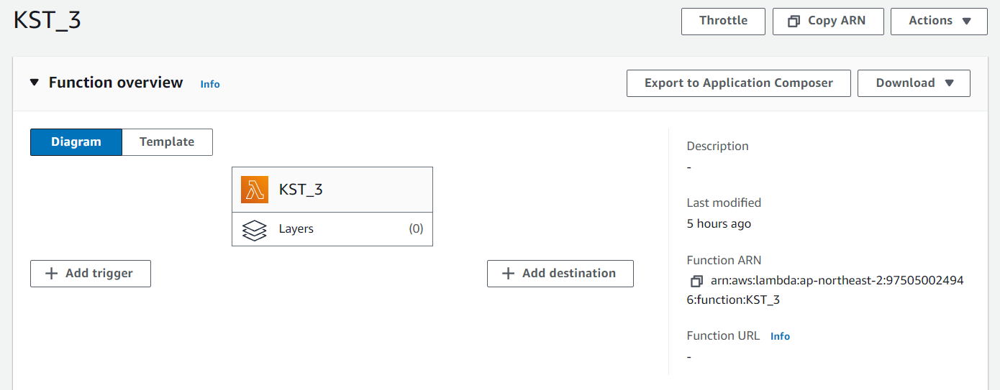 KST_3
Throttle
Copy ARN
Actions
Function overview
Info
Export to Application Composer
Download
Diagram
Template
KST_3
Layers
(0)
+ Add trigger
+ Add destination
Description
-
Last modified
5 hours ago
Function ARN
arn:aws:lambda:ap-northeast-2:97505002494
6:function:KST_3
Function URL
Info
-